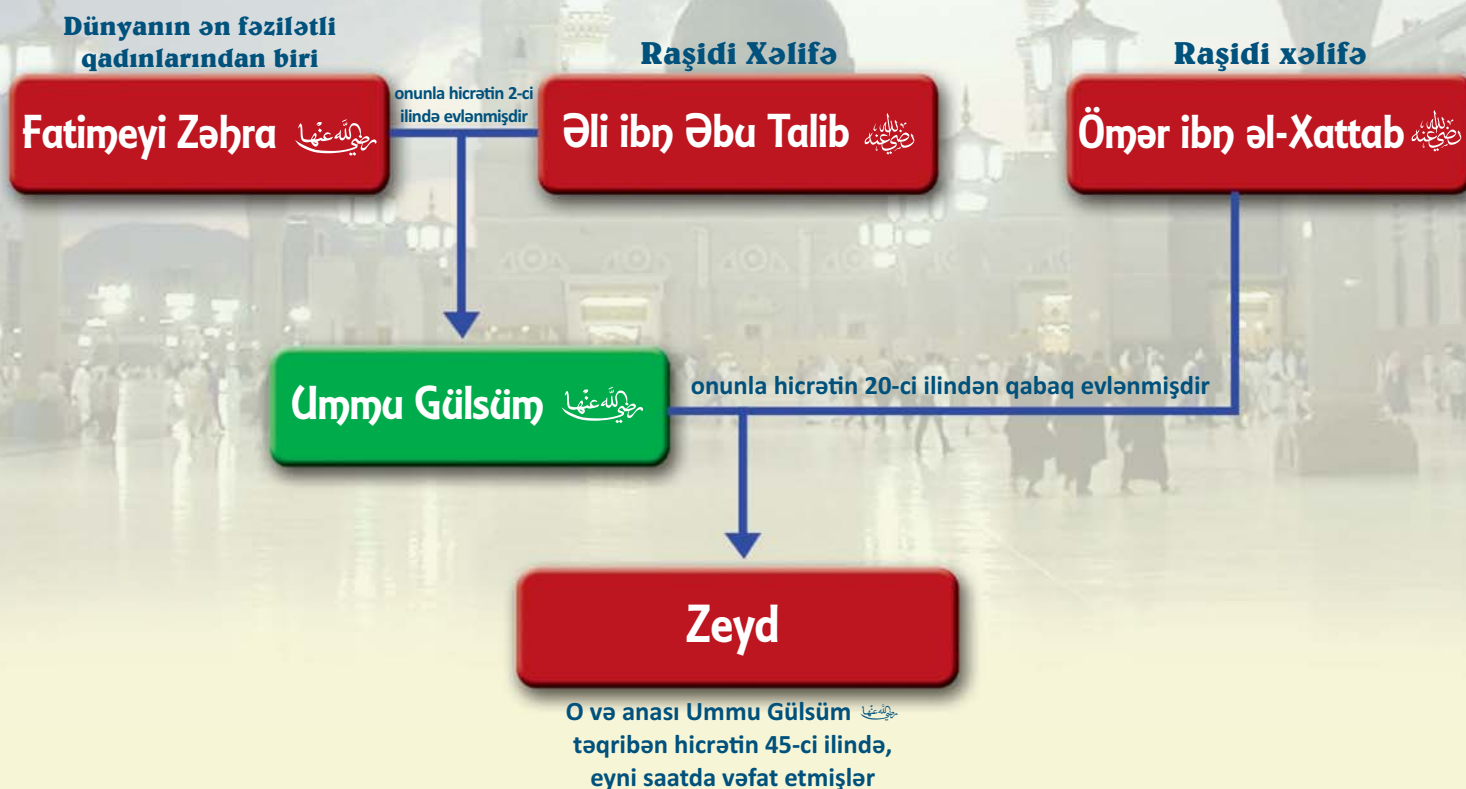 Dünyanın ən fəzilətli
qadınlarından biri
Fatimeyi Zəhra رضي الله عنها
onunla hicrətin 2-ci
ilində evlənmişdir
Raşidi Xəlifə
Əli ibn Əbu Talib رضي الله عنه
Raşidi xəlifə
Ömər ibn əl-Xattab رضي الله عنه
Ummu Gülsüm رضي الله عنها
onunla hicrətin 20-ci ilindən qabaq evlənmişdir
Zeyd
O və anası Ummu Gülsüm رضي الله عنها
təqribən hicrətin 45-ci ilində,
eyni saatda vəfat etmişlər